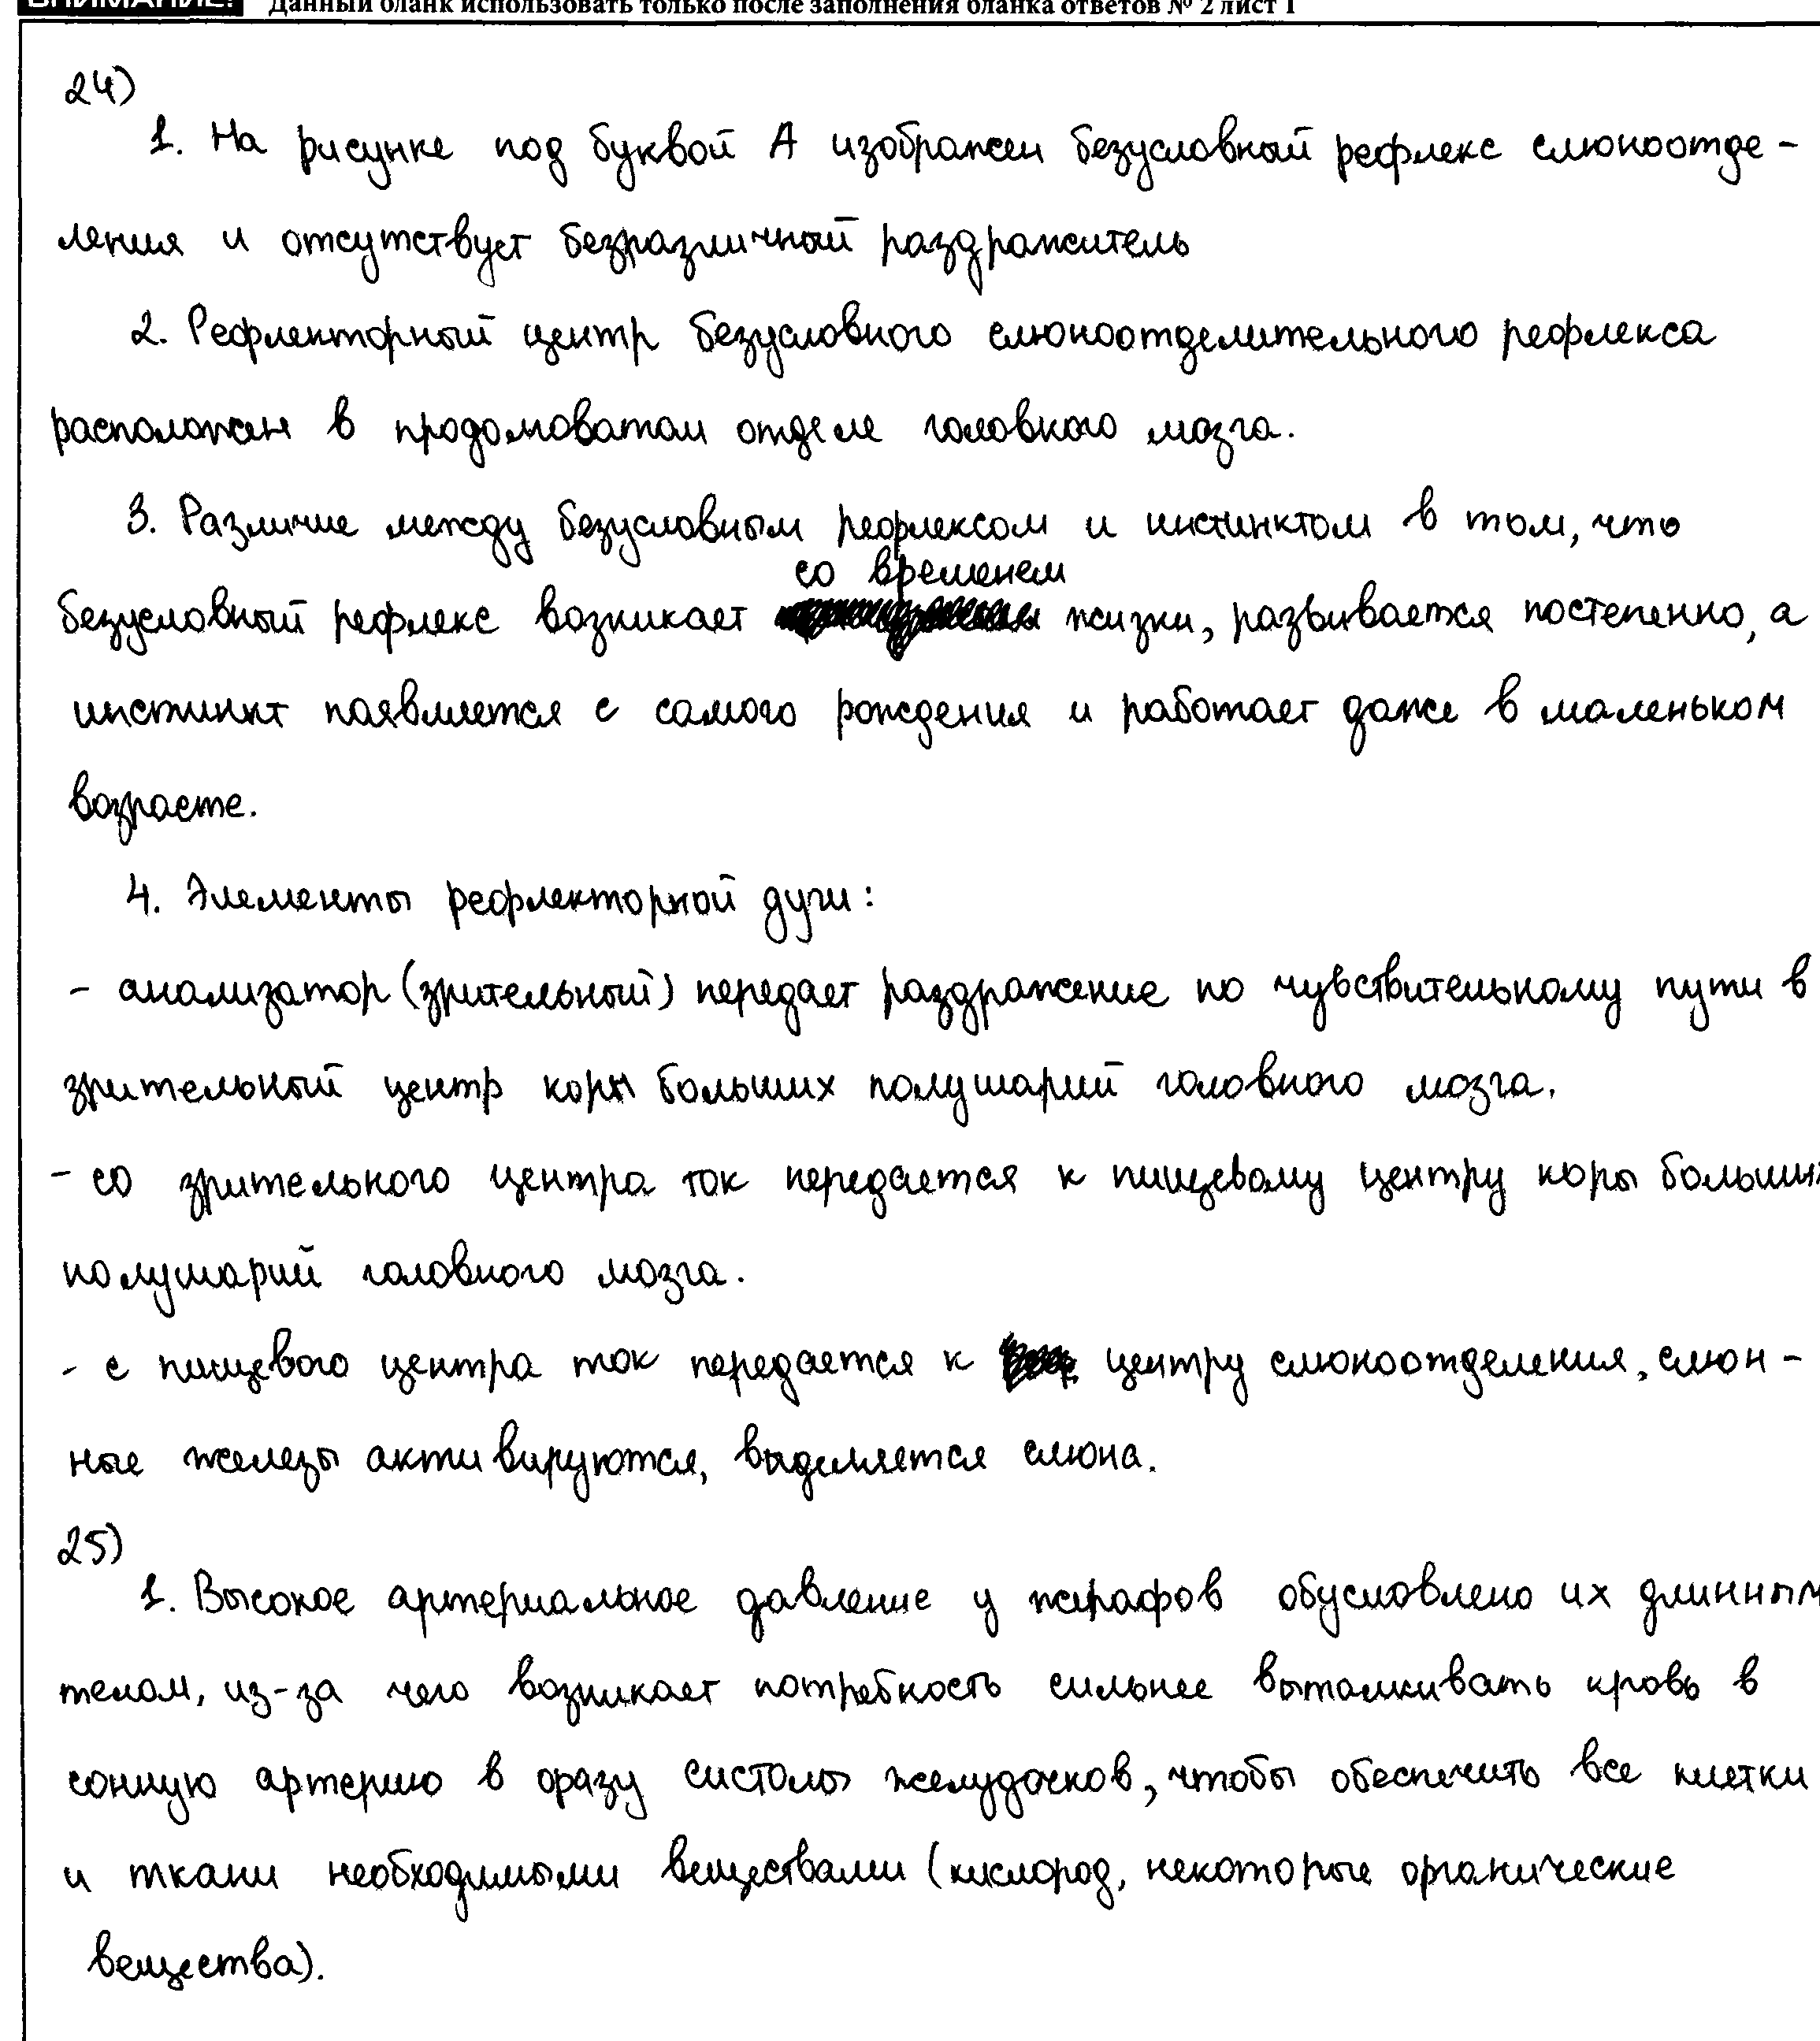 ВНИМАНИЕ! Данный бланк использовать только после заполнения бланка ответов № 2 лист 1
24)
1. На рисунке под буквой А изображен безусловный рефлекс слюноотде-
ления и отсутствует безразличный раздражитель
2. Рефлекторный центр безусловного слюноотделительного рефлекса
расположен в продолговатом отделе головного мозга.
3. Различие между безусловным рефлексом и инстинктом в том, что
со временем
безусловный рефлекс возникает жизни, развивается постепенно, а
инстинкт появляется с самого рождения и работает даже в маленьком
возрасте.
4. Элементы рефлекторной дуги:
- анализатор (зрительный) передает раздражение по чувствительному пути в
зрительный центр коры больших полушарий головного мозга.
- со зрительного центра ток передается к пищевому центру коры больших
полушарий головного мозга.
- с пищевого центра ток передается к центру слюноотделения, слюн-
ные железы активируются, выделяется слюна.
25)
1. Высокое артериальное давление у жирафов обусловлено их длинным
телом, из-за чего возникает потребность сильнее выталкивать кровь в
сонную артерию в фазу систолы желудочков, чтобы обеспечить все клетки
и ткани необходимыми веществами (кислород, некоторые органические
вещества).